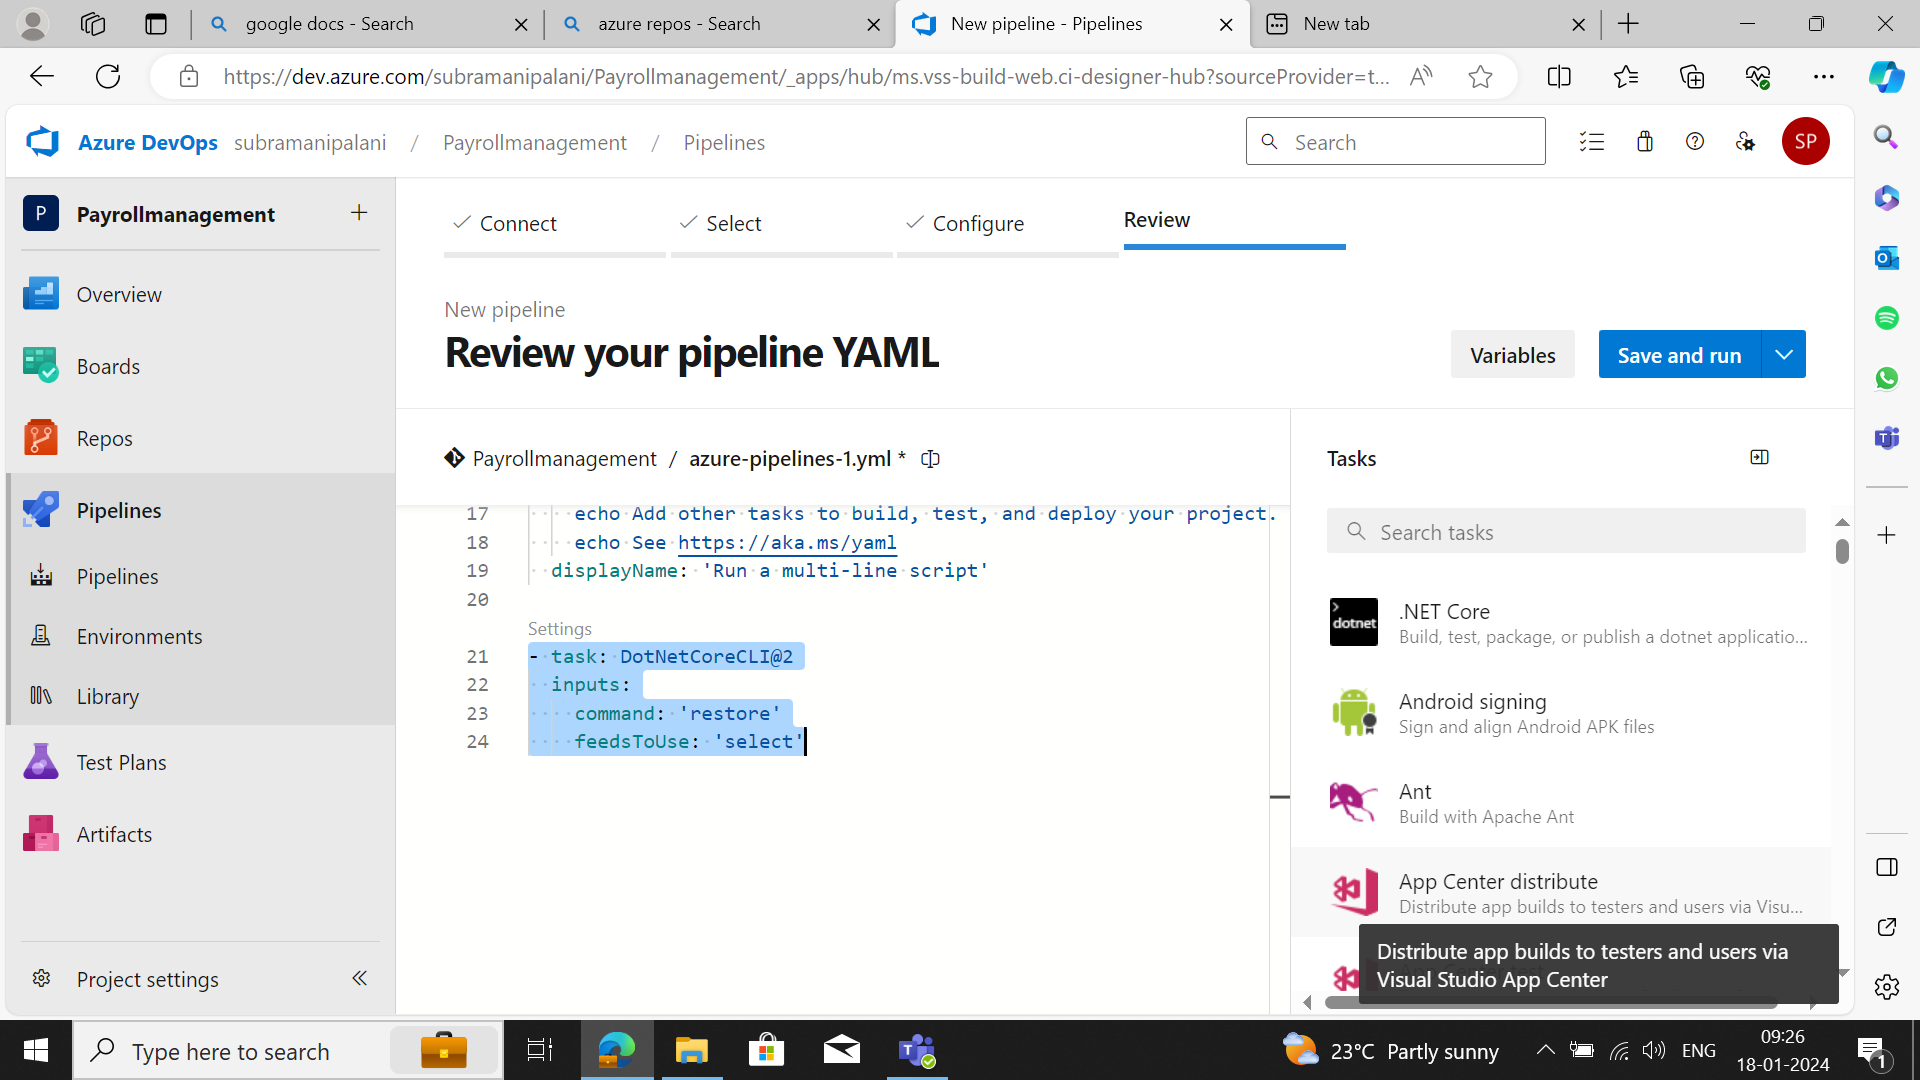 google docs - Search
azure repos - Search
New pipeline - Pipelines
New tab
https://dev.azure.com/subramanipalani/Payrollmanagement/_apps/hub/ms.vss-build-web.ci-designer-hub?sourceProvider=t...
Azure DevOps subramanipalani / Payrollmanagement / Pipelines
Search
SP
P Payrollmanagement
Overview
Boards
Repos
Pipelines
Pipelines
Environments
Library
Test Plans
Artifacts
Project settings
Connect
Select
Configure
Review
New pipeline
Review your pipeline YAML
Variables
Save and run
Payrollmanagement / azure-pipelines-1.yml *
17 echo Add other tasks to build, test, and deploy your project.
18 echo See https://aka.ms/yaml
19 displayName: 'Run a multi-line script'
20
Settings
21 - task: DotNetCoreCLI@2
22 inputs:
23 command: 'restore'
24 feedsToUse: 'select'
Tasks
Search tasks
dotnet
.NET Core
Build, test, package, or publish a dotnet applicatio...
Android signing
Sign and align Android APK files
Ant
Build with Apache Ant
App Center distribute
Distribute app builds to testers and users via Visu...
Distribute app builds to testers and users via
Visual Studio App Center
Type here to search
23°C Partly sunny
ENG
09:26
18-01-2024
1